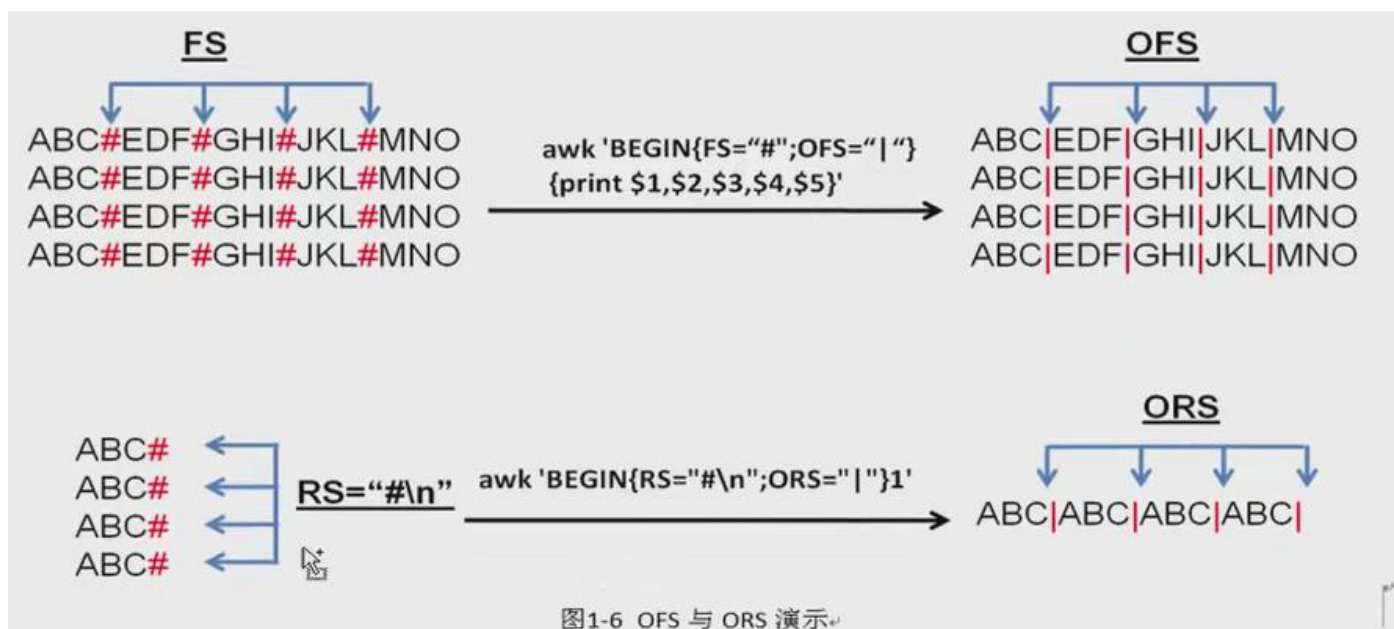 FS
ABC#EDF#GHI#JKL#MNO
ABC#EDF#GHI#JKL#MNO
ABC#EDF#GHI#JKL#MNO
ABC#EDF#GHI#JKL#MNO
awk 'BEGIN{FS=“#";OFS=“|“}
{print $1,$2,$3,$4,$5}'
OFS
ABC|EDF|GHI|JKL|MNO
ABC|EDF|GHI|JKL|MNO
ABC|EDF|GHI|JKL|MNO
ABC|EDF|GHI|JKL|MNO
ABC#
ABC#
ABC#
ABC#
RS=“#\n”
awk 'BEGIN{RS="#\n";ORS="|"}1'
ORS
ABC|ABC|ABC|ABC|
图1-6 OFS 与 ORS 演示